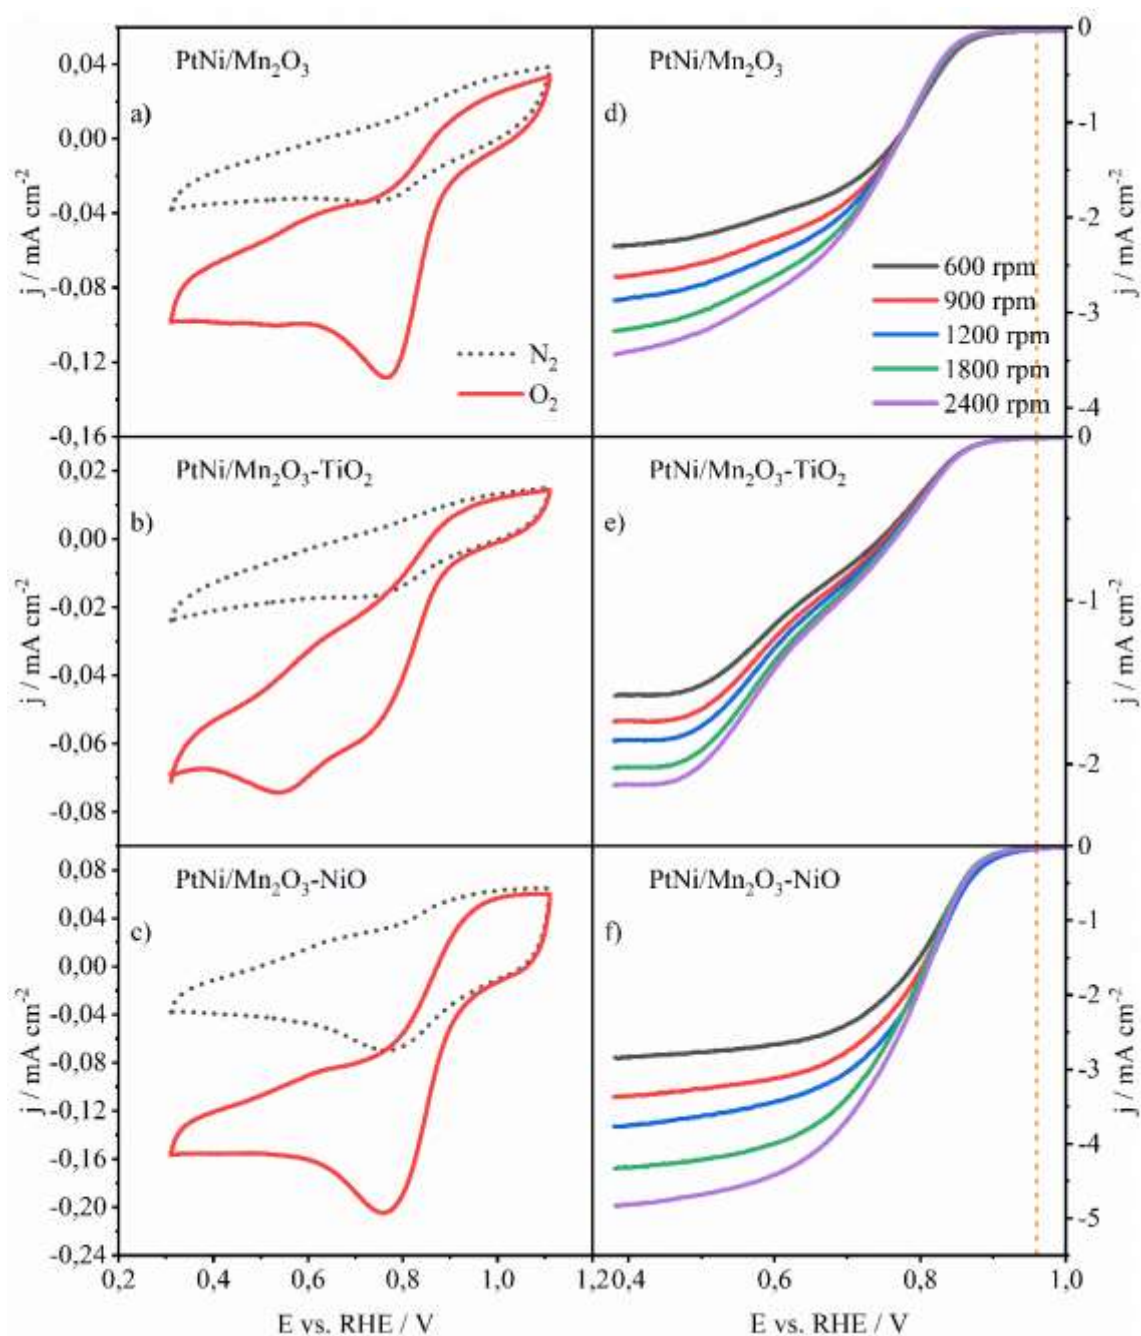 PtNi/Mn₂O₃
a)
0,04
0,00
-0,04
-0,08
-0,12
-0,16
j / mA cm⁻²
N₂
O₂
PtNi/Mn₂O₃
d)
0
-1
-2
-3
-4
j / mA cm⁻²
600 rpm
900 rpm
1200 rpm
1800 rpm
2400 rpm
PtNi/Mn₂O₃-TiO₂
b)
0,02
0,00
-0,02
-0,04
-0,06
-0,08
j / mA cm⁻²
PtNi/Mn₂O₃-TiO₂
e)
0
-1
-2
j / mA cm⁻²
PtNi/Mn₂O₃-NiO
c)
0,08
0,04
0,00
-0,04
-0,08
-0,12
-0,16
-0,20
-0,24
j / mA cm⁻²
0,2 0,4 0,6 0,8 1,0 1,2
E vs. RHE / V
PtNi/Mn₂O₃-NiO
f)
0
-1
-2
-3
-4
-5
j / mA cm⁻²
0,4 0,6 0,8 1,0
E vs. RHE / V